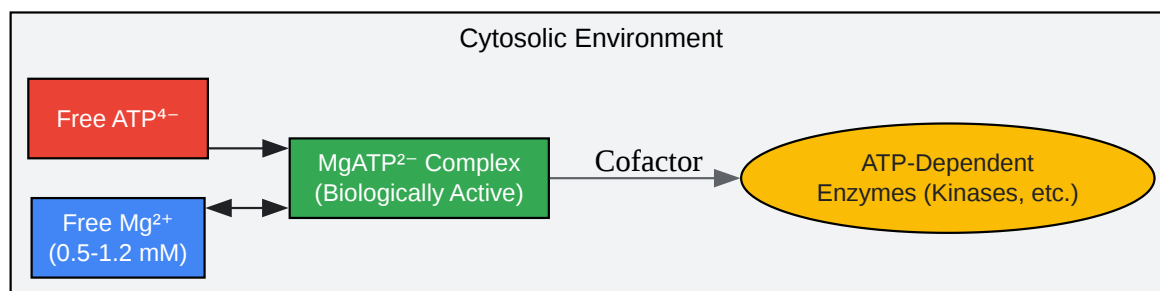 Cytosolic Environment
Free ATP⁴⁻
MgATP²⁻ Complex
(Biologically Active)
Cofactor
ATP-Dependent
Enzymes (Kinases, etc.)
Free Mg²⁺
(0.5-1.2 mM)